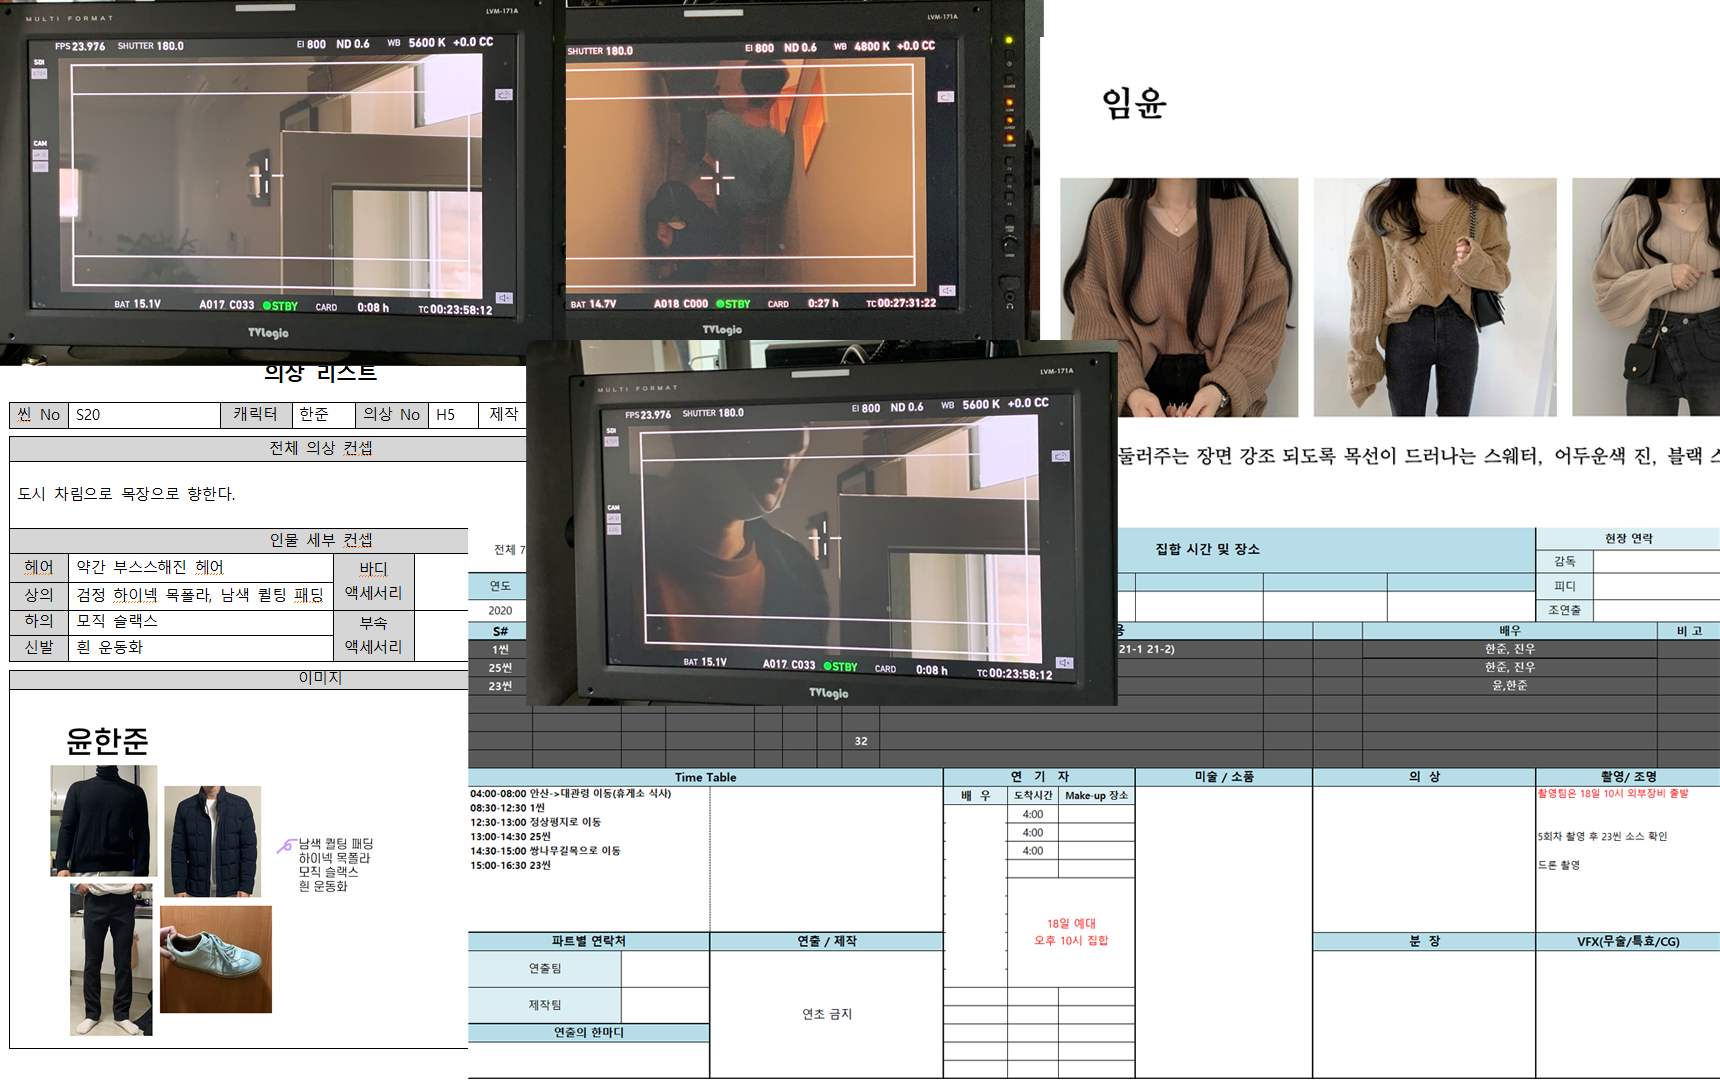 MULTI FORMAT
LVM-171A
FPS 23.976 SHUTTER 180.0 EI 800 ND 0.6 WB 5600 K +0.0 CC
SDI
CAM
BAT 15.1V A017 C033 STBY CARD 0:08 h TC 00:23:58:12
TVLogic
LVM-171A
SHUTTER 180.0 EI 800 ND 0.6 WB 4800 K +0.0 CC
BAT 14.7V A018 C000 STBY CARD 0:27 h TC 00:27:31:22
TVLogic
임윤
둘러주는 장면 강조 되도록 목선이 드러나는 스웨터, 어두운색 진, 블랙 스
MULTI FORMAT
LVM-171A
FPS 23.976 SHUTTER 180.0 EI 800 ND 0.6 WB 5600 K +0.0 CC
SDI
CAM
BAT 15.1V A017 C033 STBY CARD 0:08 h TC 00:23:58:12
TVLogic
의상 리스트
씬 No S20 캐릭터 한준 의상 No H5 제작
전체 의상 컨셉
도시 차림으로 목장으로 향한다.
인물 세부 컨셉
헤어 약간 부스스해진 헤어 바디 액세서리
상의 검정 하이넥 목폴라, 남색 퀼팅 패딩
하의 모직 슬랙스 부속 액세서리
신발 흰 운동화
이미지
윤한준
남색 퀼팅 패딩
하이넥 목폴라
모직 슬랙스
흰 운동화
전체 7
집합 시간 및 장소
현장 연락
감독
피디
조연출
연도
2020
S# 용 배우 비 고
1씬 21-1 21-2) 한준, 진우
25씬 한준, 진우
23씬 윤,한준
32
Time Table
04:00-08:00 안산->대관령 이동(휴게소 식사)
08:30-12:30 1씬
12:30-13:00 정상평지로 이동
13:00-14:30 25씬
14:30-15:00 쌍나무길목으로 이동
15:00-16:30 23씬
연 기 자
배 우 도착시간 Make-up 장소
4:00
4:00
4:00
18일 예대
오후 10시 집합
미술 / 소품
의 상
촬영/ 조명
촬영팀은 18일 10시 외부장비 출발
5회차 촬영 후 23씬 소스 확인
드론 촬영
파트별 연락처
연출팀
제작팀
연출의 한마디
연출 / 제작
연초 금지
분 장
VFX(무술/특효/CG)